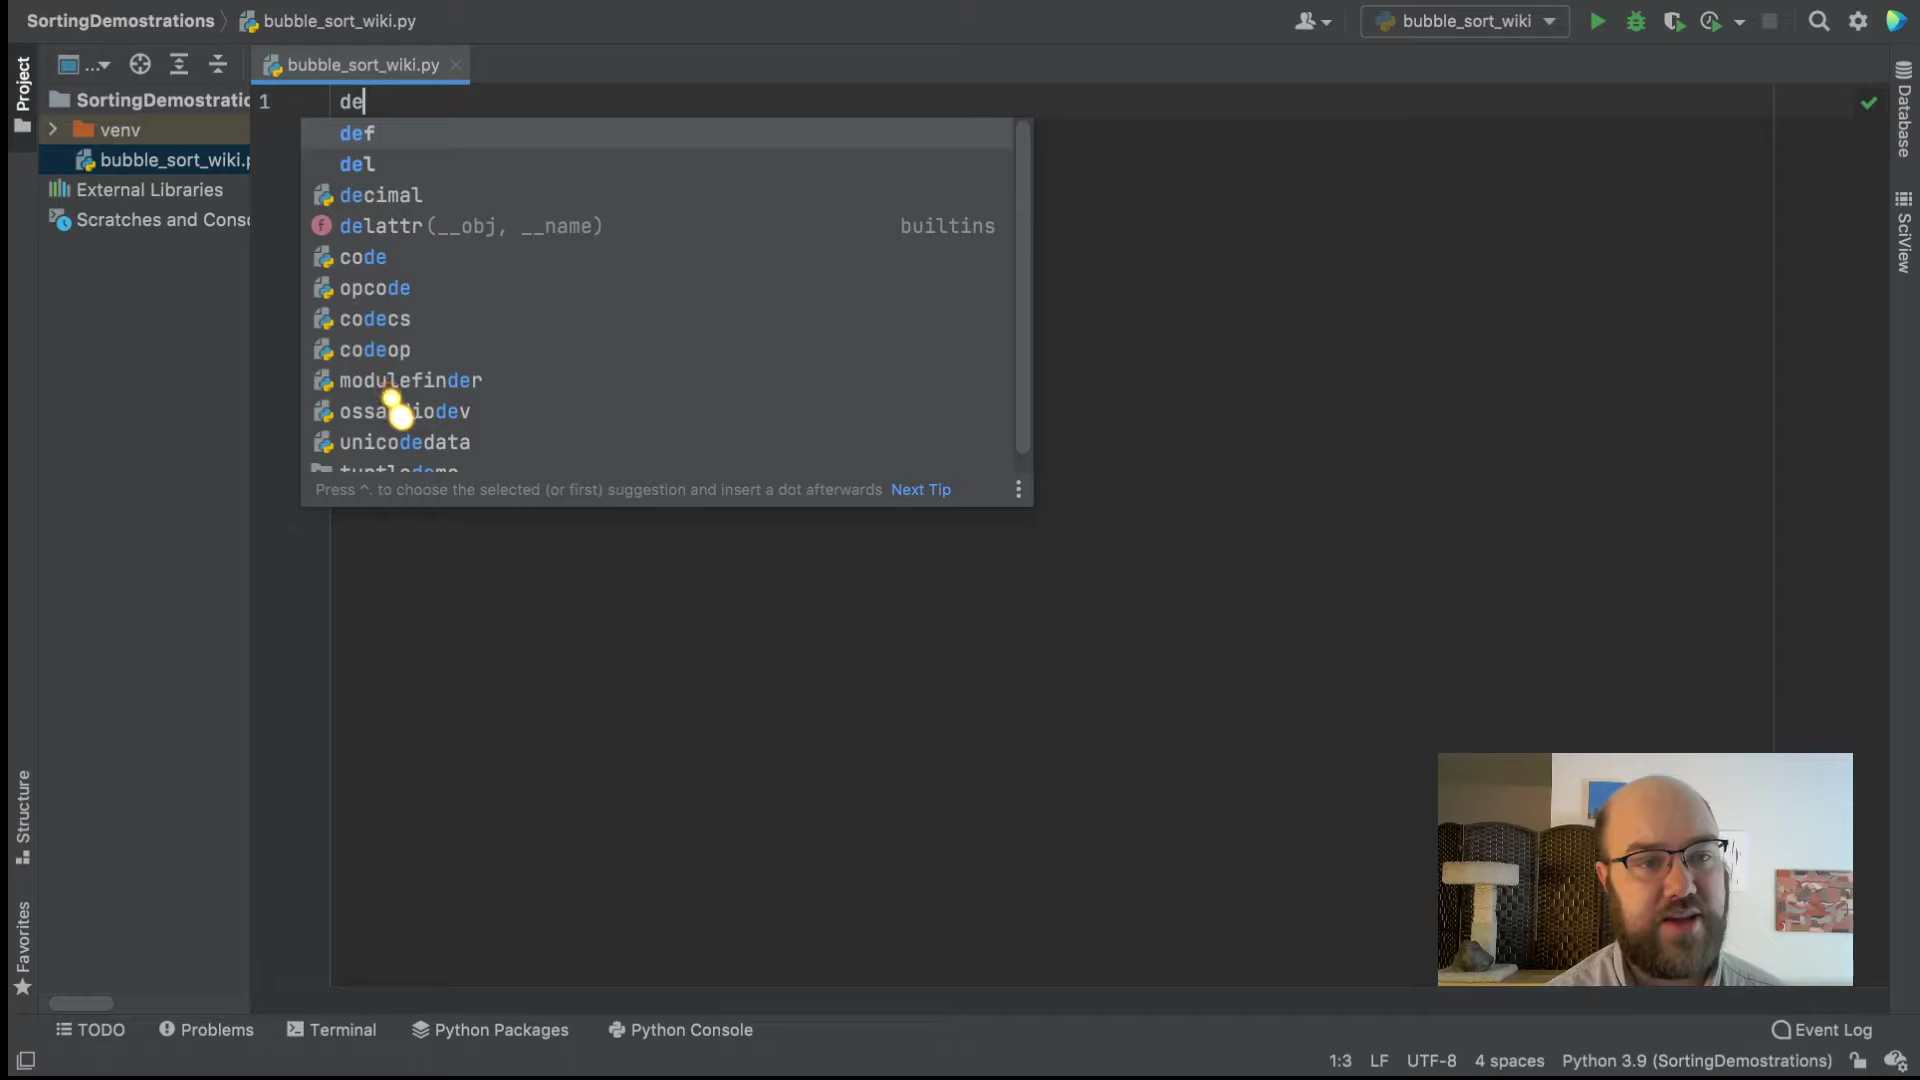 SortingDemostrations
bubble_sort_wiki.py
bubble_sort_wiki
Project
...
bubble_sort_wiki.py
SortingDemostratic
venv
bubble_sort_wiki.p
External Libraries
Scratches and Conso
1
de
def
del
decimal
delattr(__obj, __name)
builtins
code
opcode
codecs
codeop
modulefinder
unicodedata
Press ^. to choose the selected (or first) suggestion and insert a dot afterwards Next Tip
Database
SciView
Structure
Favorites
TODO
Problems
Terminal
Python Packages
Python Console
Event Log
1:3 LF UTF-8 4 spaces Python 3.9 (SortingDemostrations)